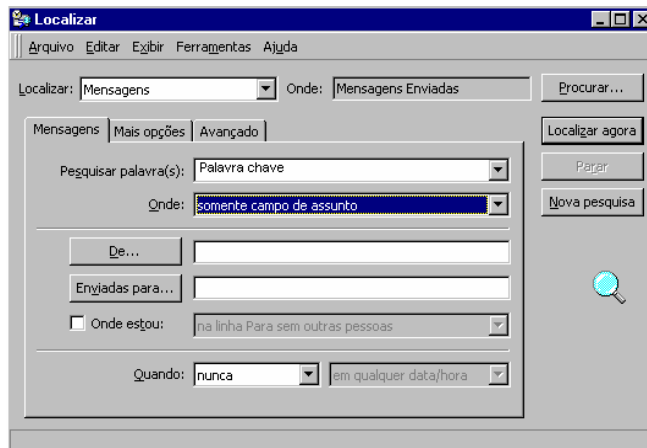 Localizar
Arquivo Editar Exibir Ferramentas Ajuda
Localizar: Mensagens Onde: Mensagens Enviadas Procurar...
Mensagens Mais opções Avançado Localizar agora
Pesquisar palavra(s): Palavra chave Parar
Onde: somente campo de assunto Nova pesquisa
De...
Enviadas para...
Onde estou: na linha Para sem outras pessoas
Quando: nunca em qualquer data/hora